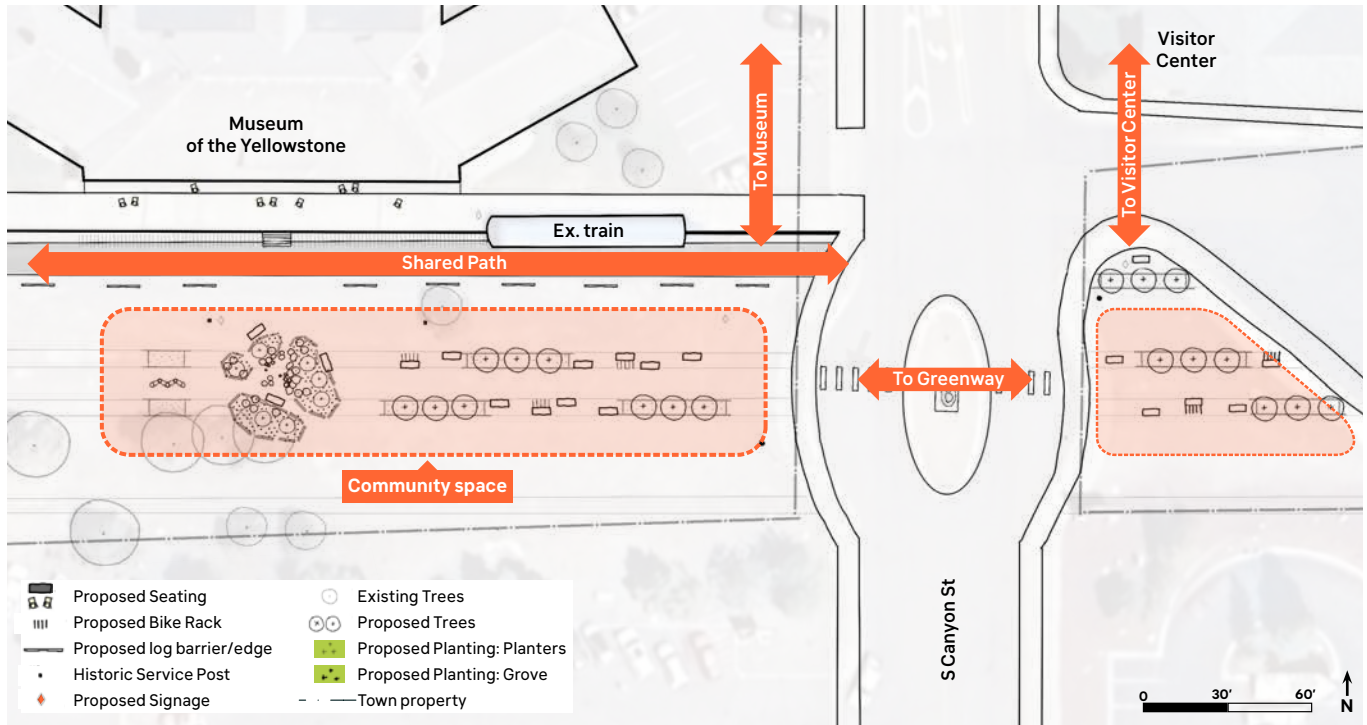 Visitor
Center
Museum
of the Yellowstone
To Museum
To Visitor Center
Ex. train
Shared Path
To Greenway
Community space
S Canyon St
Proposed Seating
Proposed Bike Rack
Proposed log barrier/edge
Historic Service Post
Proposed Signage
Existing Trees
Proposed Trees
Proposed Planting: Planters
Proposed Planting: Grove
Town property
0 30' 60'
N